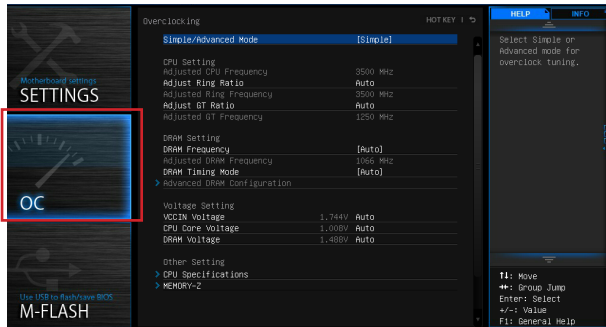 Motherboard settings
SETTINGS
OC
Use USB to flash/save BIOS
M-FLASH
Overclocking
HOT KEY |
Simple/Advanced Mode [Simple]
CPU Setting
Adjusted CPU Frequency 3500 MHz
Adjust Ring Ratio Auto
Adjusted Ring Frequency 3500 MHz
Adjust GT Ratio Auto
Adjusted GT Frequency 1250 MHz
DRAM Setting
DRAM Frequency [Auto]
Adjusted DRAM Frequency 1066 MHz
DRAM Timing Mode [Auto]
> Advanced DRAM Configuration
Voltage Setting
VCCIN Voltage 1.744V Auto
CPU Core Voltage 1.008V Auto
DRAM Voltage 1.488V Auto
Other Setting
> CPU Specifications
> MEMORY-Z
HELP INFO
Select Simple or
Advanced mode for
overclock tuning.
↑↓: Move
↔: Group Jump
Enter: Select
+/-: Value
F1: General Help